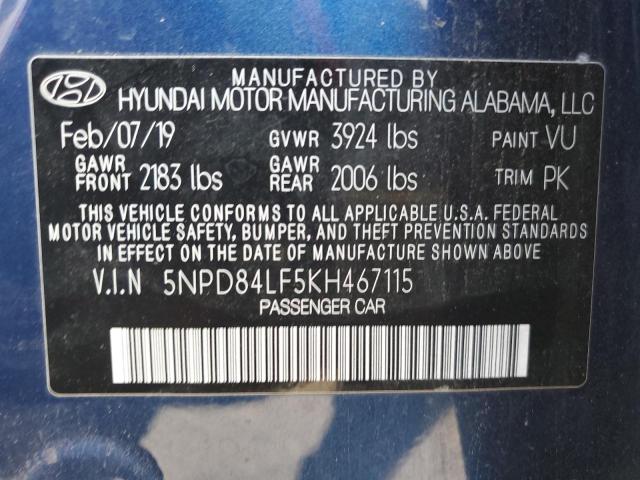 MANUFACTURED BY
HYUNDAI MOTOR MANUFACTURING ALABAMA, LLC
Feb/07/19 GVWR 3924 lbs PAINT VU
GAWR FRONT 2183 lbs GAWR REAR 2006 lbs TRIM PK
THIS VEHICLE CONFORMS TO ALL APPLICABLE U.S.A. FEDERAL
MOTOR VEHICLE SAFETY, BUMPER, AND THEFT PREVENTION STANDARDS
IN EFFECT ON THE DATE OF MANUFACTURE SHOWN ABOVE.
V.I.N 5NPD84LF5KH467115
PASSENGER CAR